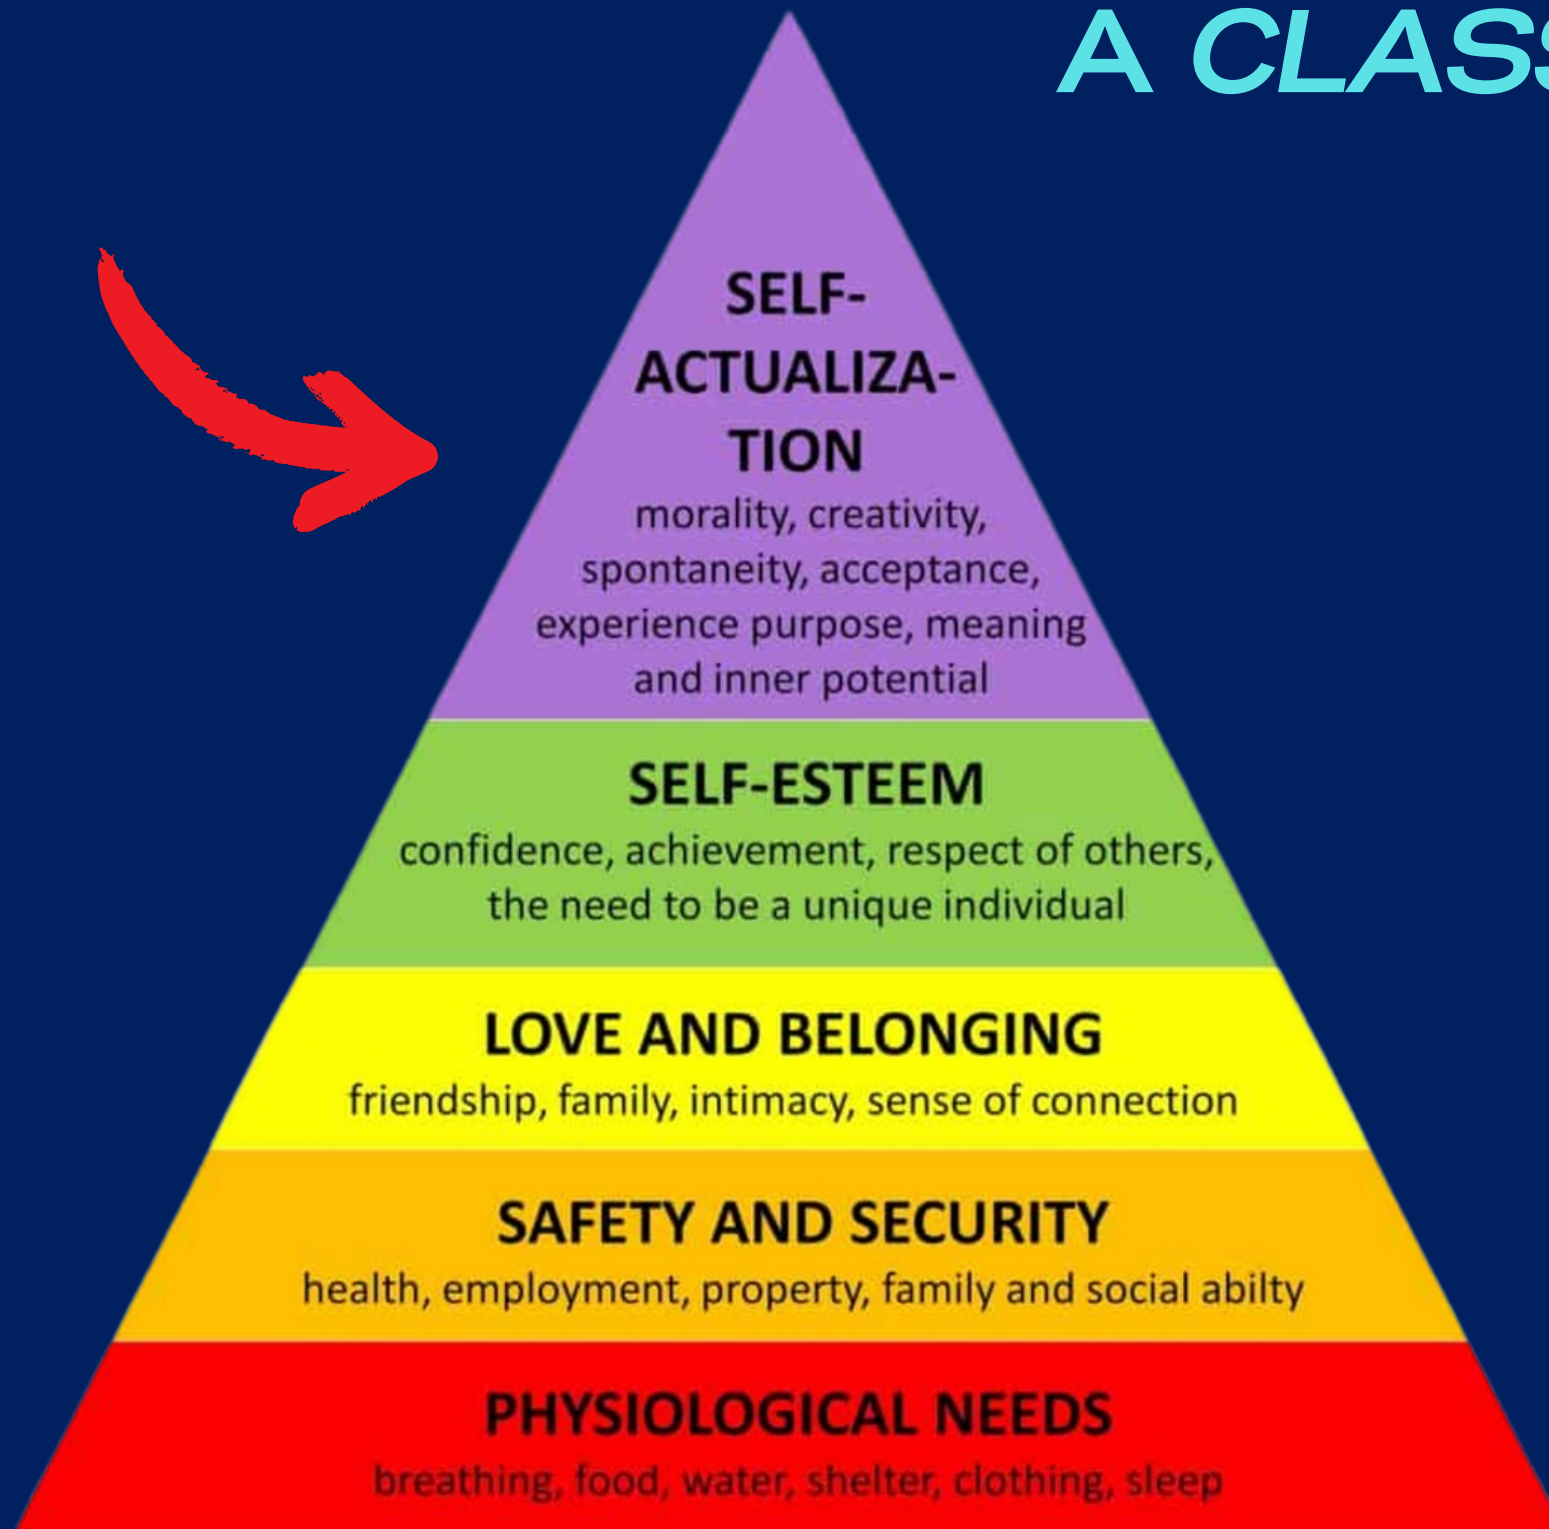 A CLASS
SELF-
ACTUALIZA-
TION
morality, creativity,
spontaneity, acceptance,
experience purpose, meaning
and inner potential
SELF-ESTEEM
confidence, achievement, respect of others,
the need to be a unique individual
LOVE AND BELONGING
friendship, family, intimacy, sense of connection
SAFETY AND SECURITY
health, employment, property, family and social abilty
PHYSIOLOGICAL NEEDS
breathing, food, water, shelter, clothing, sleep